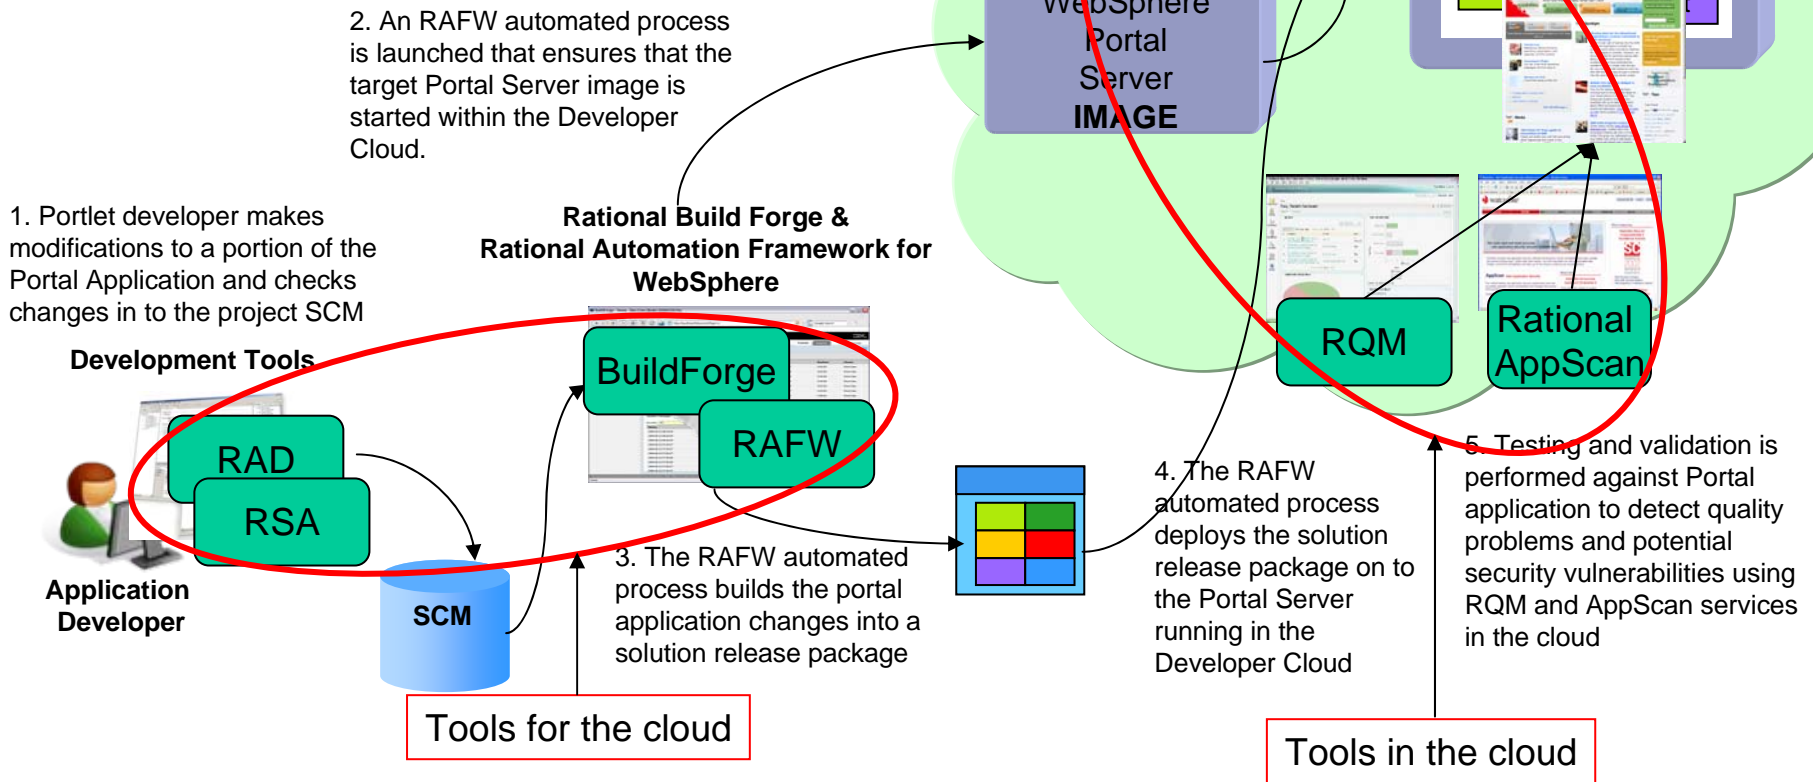 2. An RAFW automated process
is launched that ensures that the
target Portal Server image is
started within the Developer
Cloud.
WebSphere
Portal
Server
IMAGE
1. Portlet developer makes
modifications to a portion of the
Portal Application and checks
changes in to the project SCM
Rational Build Forge &
Rational Automation Framework for
WebSphere
Development Tools
BuildForge
RAFW
RAD
RSA
Application
Developer
SCM
3. The RAFW automated
process builds the portal
application changes into a
solution release package
Tools for the cloud
RQM
Rational
AppScan
4. The RAFW
automated process
deploys the solution
release package on to
the Portal Server
running in the
Developer Cloud
5. Testing and validation is
performed against Portal
application to detect quality
problems and potential
security vulnerabilities using
RQM and AppScan services
in the cloud
Tools in the cloud